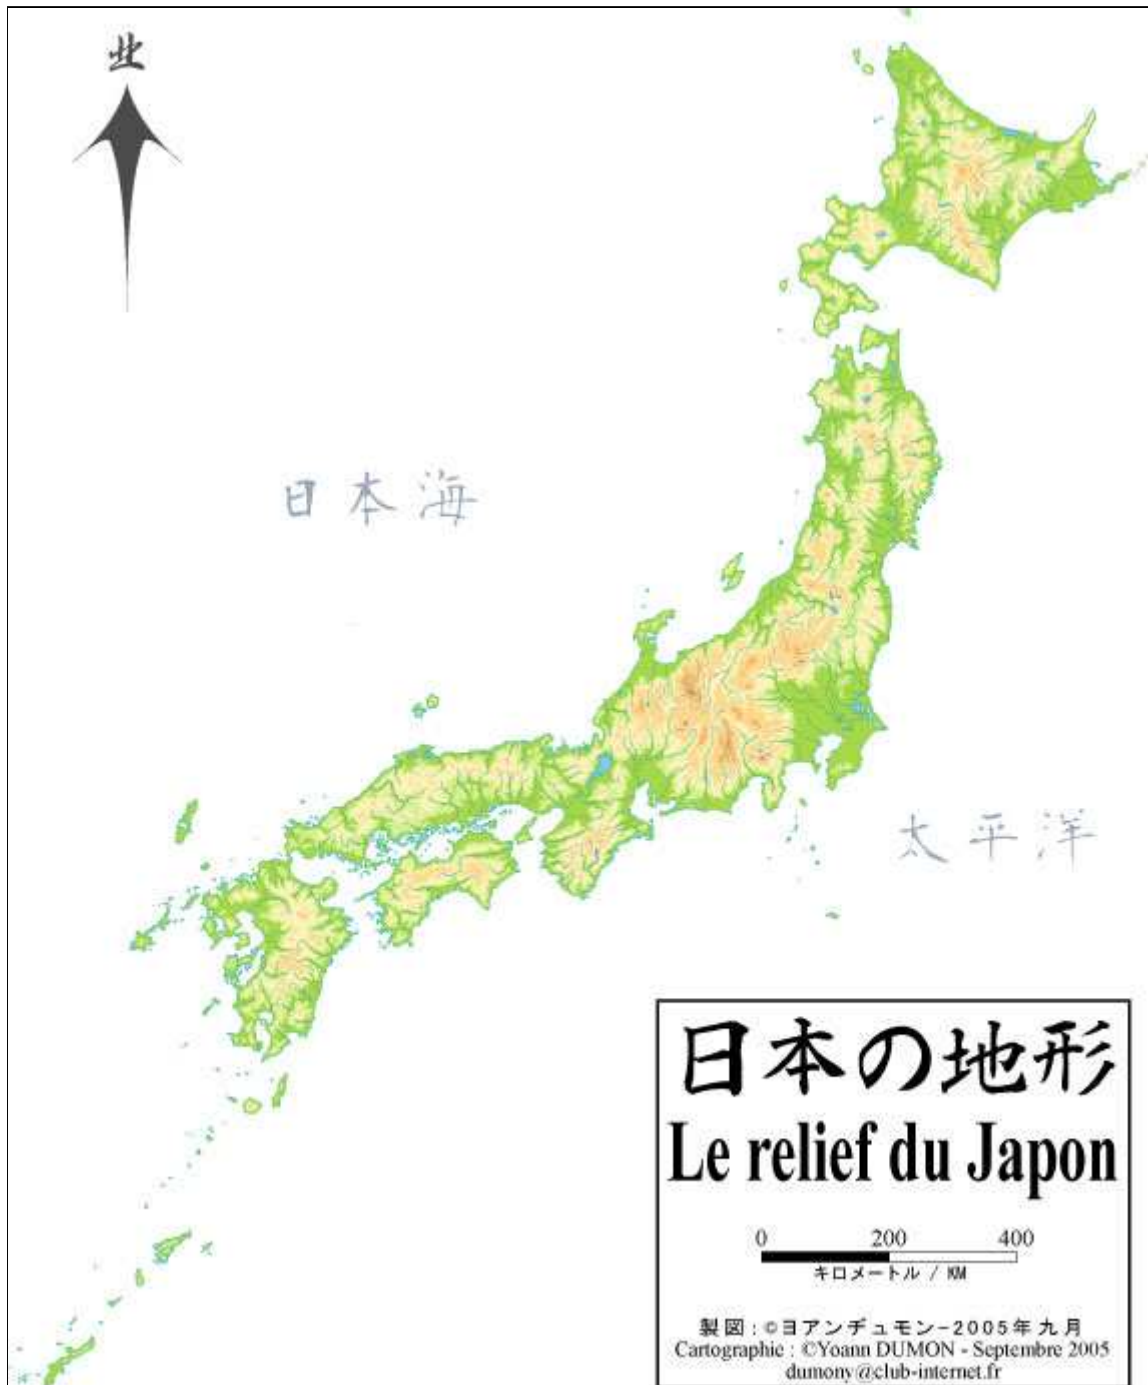 北
日本海
太平洋
日本の地形
Le relief du Japon
0 200 400
キロメートル / KM
製図:©ヨアンヂュモン-2005年九月
Cartographie : ©Yoann DUMON - Septembre 2005
dumony@club-internet.fr